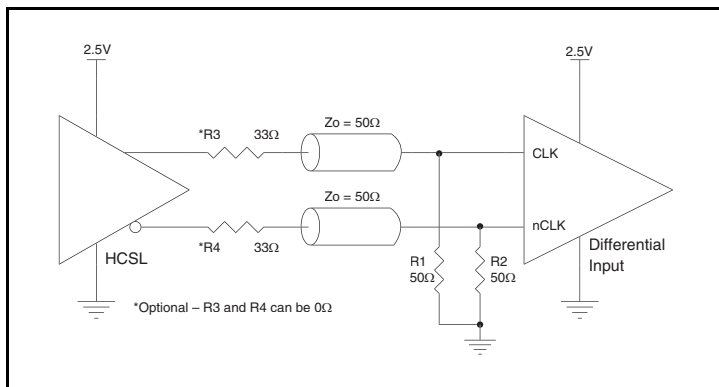 2.5V
2.5V
*R3
33Ω
Zo = 50Ω
CLK
Zo = 50Ω
nCLK
*R4
33Ω
HCSL
R1
50Ω
R2
50Ω
Differential
Input
*Optional – R3 and R4 can be 0Ω